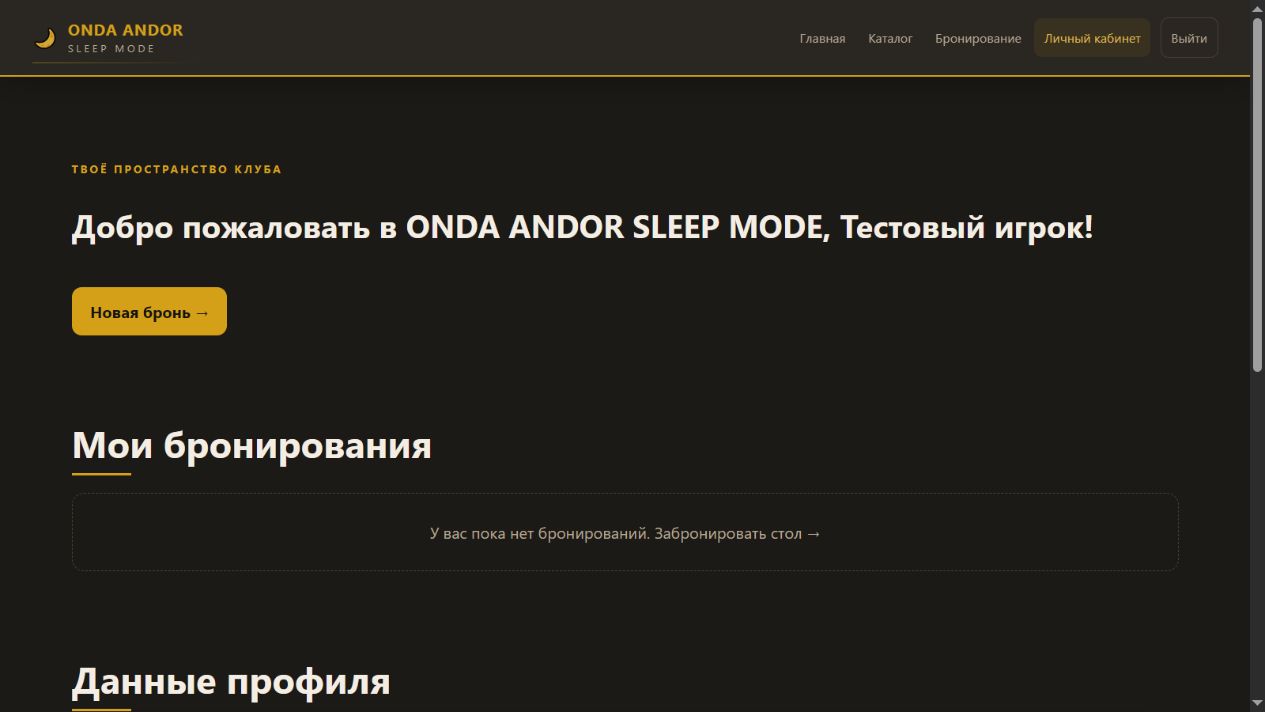 ONDA ANDOR
SLEEP MODE
Главная
Каталог
Бронирование
Личный кабинет
Выйти
ТВОЁ ПРОСТРАНСТВО КЛУБА
Добро пожаловать в ONDA ANDOR SLEEP MODE, Тестовый игрок!
Новая бронь →
Мои бронирования
У вас пока нет бронирований. Забронировать стол →
Данные профиля